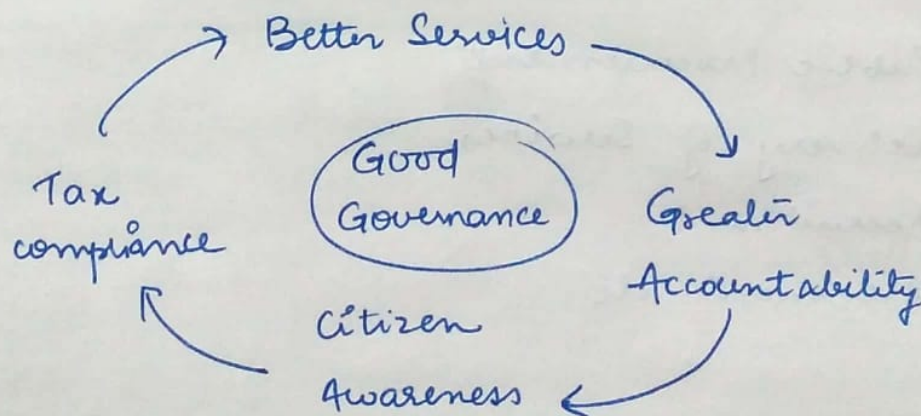 Better Services
Good
Governance
Tax
compliance
Greater
Accountability
Citizen
Awareness